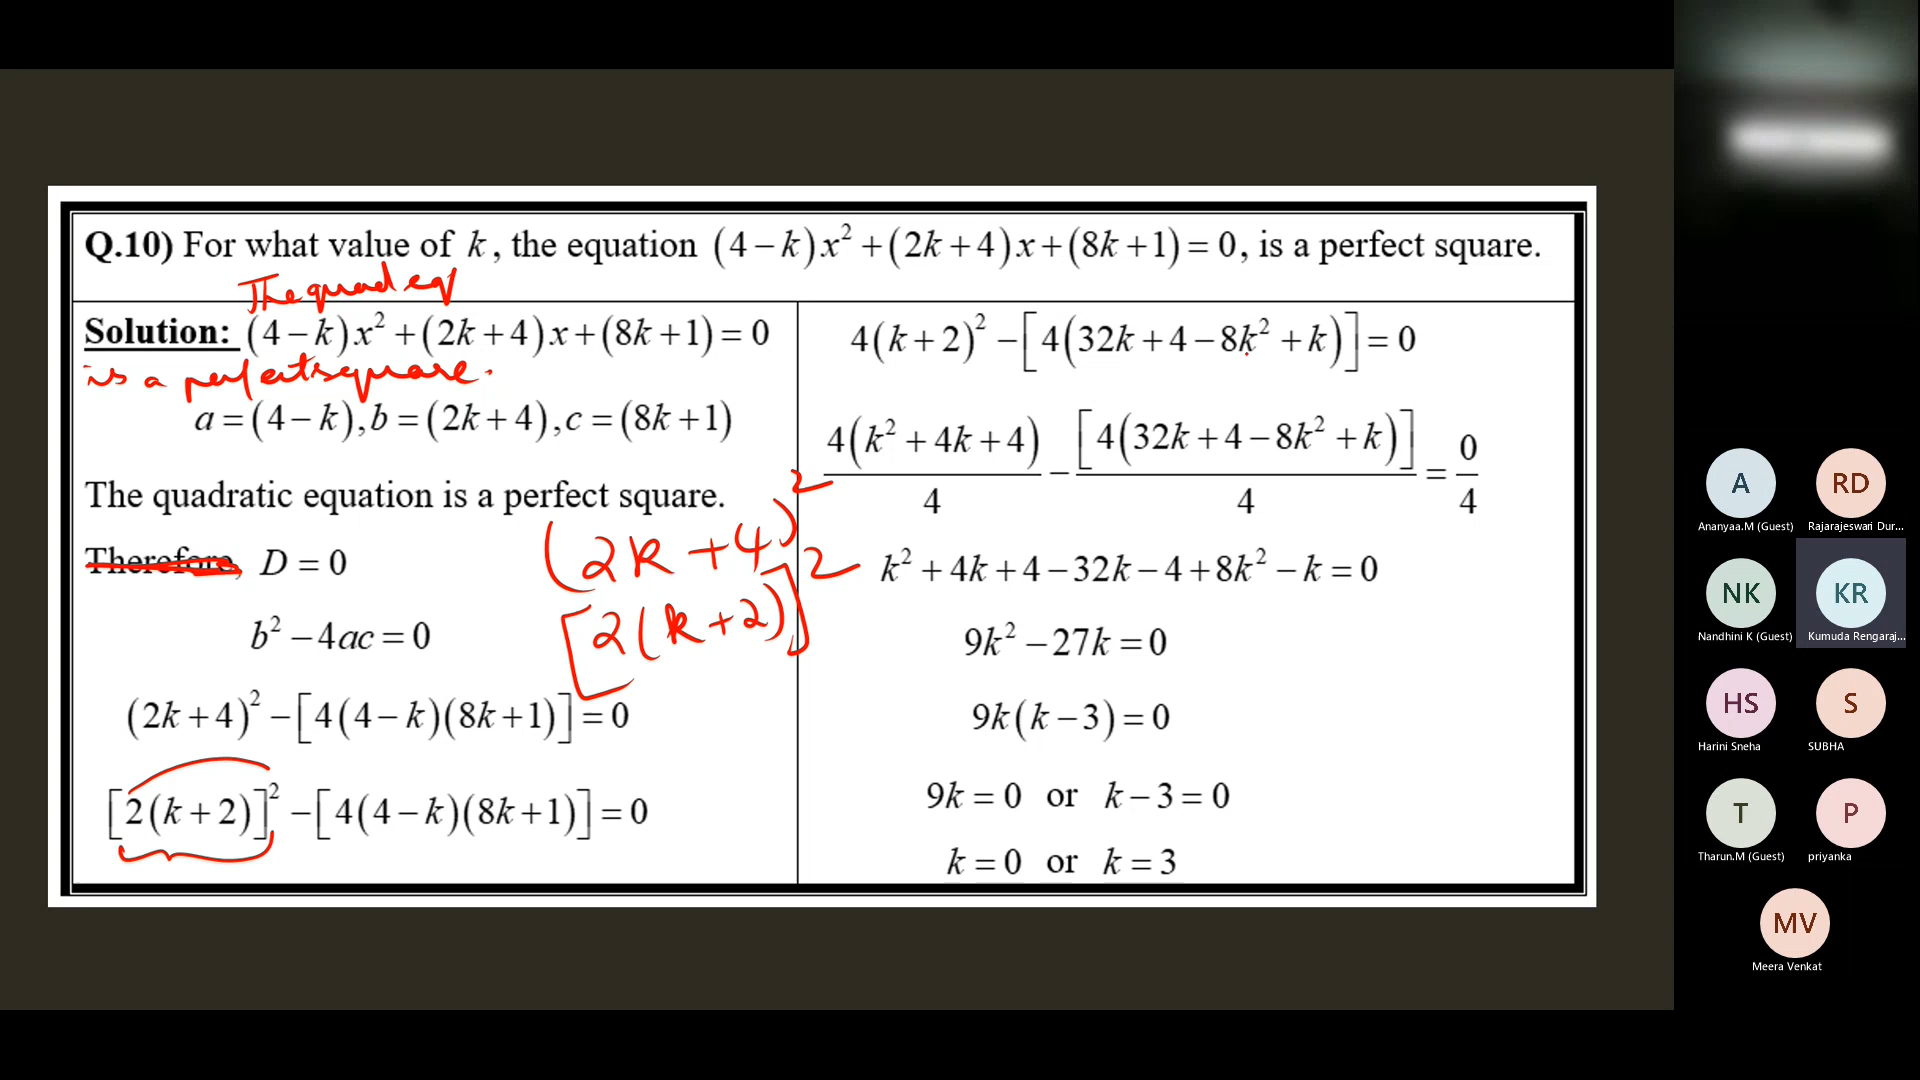 Q.10) For what value of k, the equation (4−k)x² + (2k+4)x + (8k+1) = 0, is a perfect square.
The quad eq
Solution: (4−k)x² + (2k+4)x + (8k+1) = 0
is a perfect square.
a = (4−k), b = (2k+4), c = (8k+1)
The quadratic equation is a perfect square.
Therefore, D = 0
(2k+4)²
b² − 4ac = 0
[2(k+2)]²
(2k+4)² − [4(4−k)(8k+1)] = 0
[2(k+2)]² − [4(4−k)(8k+1)] = 0
4(k+2)² − [4(32k+4−8k²+k)] = 0
4(k²+4k+4)/4 − [4(32k+4−8k²+k)]/4 = 0/4
k² + 4k + 4 − 32k − 4 + 8k² − k = 0
9k² − 27k = 0
9k(k−3) = 0
9k = 0 or k−3 = 0
k = 0 or k = 3
A
Ananyaa.M (Guest)
RD
Rajarajeswari Dur...
NK
Nandhini K (Guest)
KR
Kumuda Rengaraj...
HS
Harini Sneha
S
SUBHA
T
Tharun.M (Guest)
P
priyanka
MV
Meera Venkat